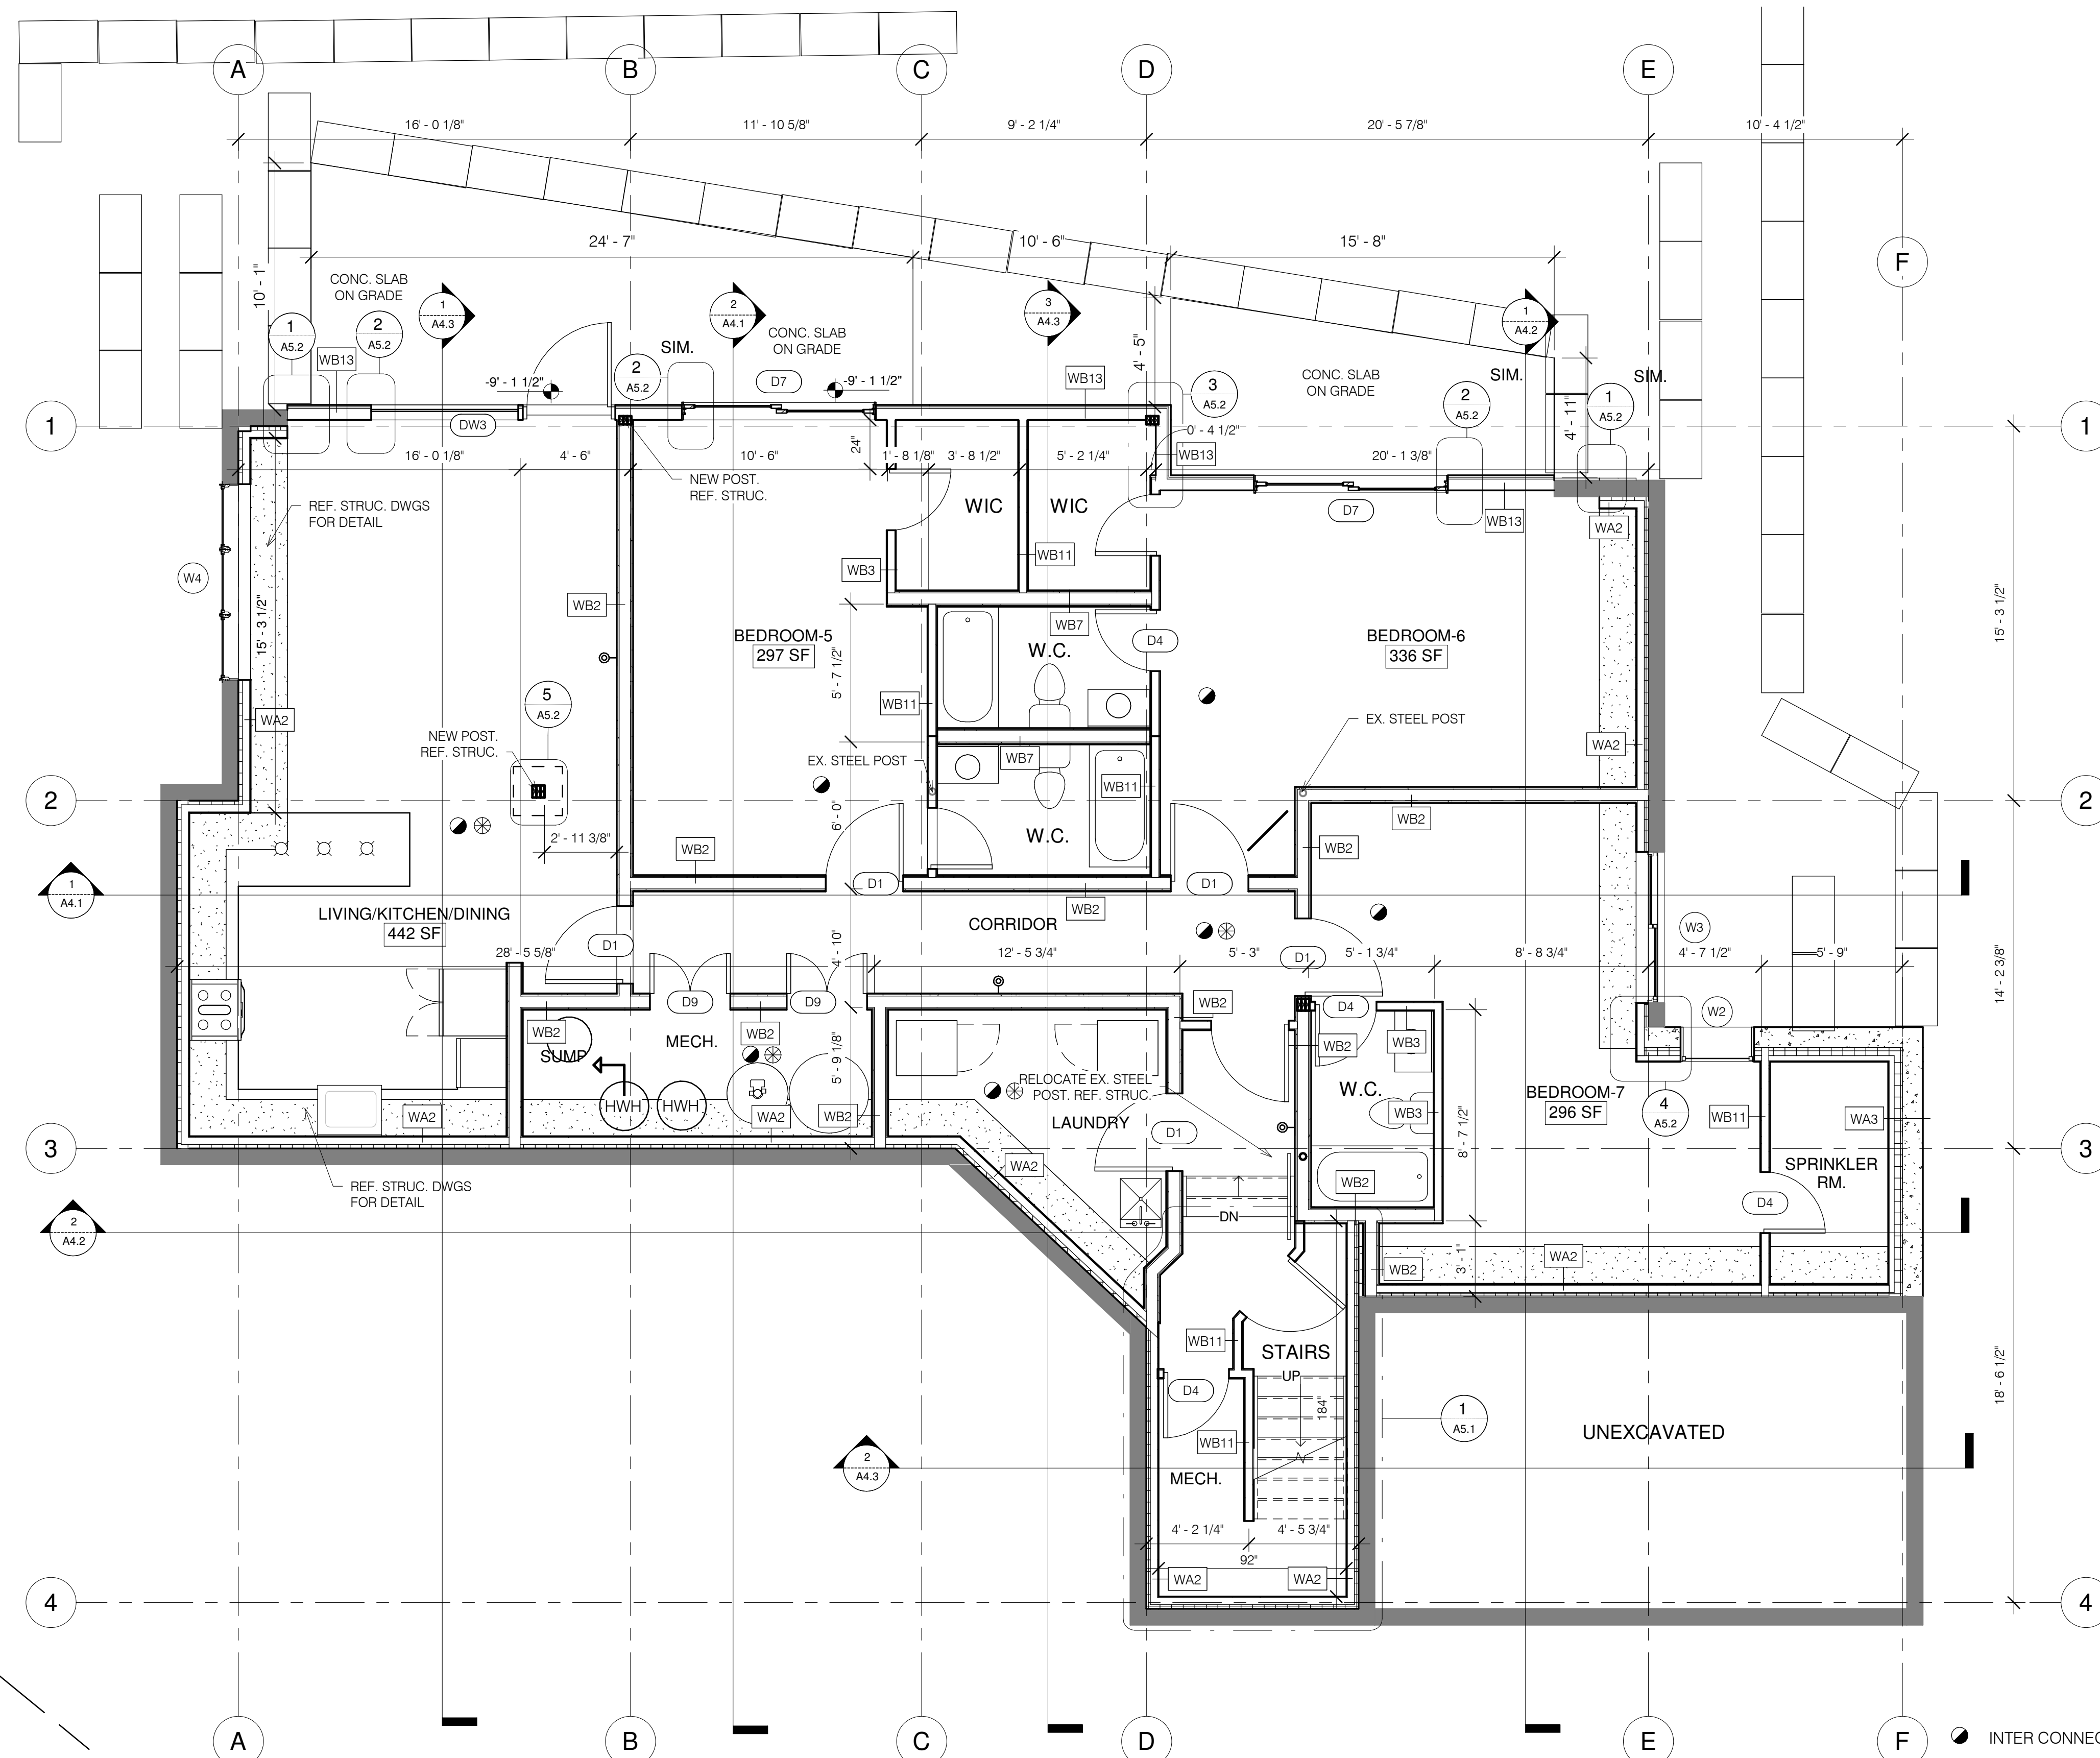 A
B
C
D
E
16' - 0 1/8"
11' - 10 5/8"
9' - 2 1/4"
20' - 5 7/8"
10' - 4 1/2"
F
24' - 7"
10' - 6"
15' - 8"
10' - 1"
CONC. SLAB
ON GRADE
1
A4.3
2
A4.1
3
A4.3
1
A4.2
1
A5.2
2
A5.2
WB13
SIM.
2
A5.2
CONC. SLAB
ON GRADE
D7
-9' - 1 1/2"
-9' - 1 1/2"
4' - 5"
WB13
3
A5.2
CONC. SLAB
ON GRADE
SIM.
2
A5.2
SIM.
1
A5.2
4' - 11"
1
DW3
24"
0' - 4 1/2"
WB13
1
16' - 0 1/8"
4' - 6"
10' - 6"
1' - 8 1/8"
3' - 8 1/2"
5' - 2 1/4"
20' - 1 3/8"
NEW POST.
REF. STRUC.
REF. STRUC. DWGS
FOR DETAIL
WIC
WIC
D7
WB13
WA2
W4
WB3
WB11
15' - 3 1/2"
WB2
15' - 3 1/2"
BEDROOM-5
297 SF
WB7
W.C.
D4
BEDROOM-6
336 SF
5' - 7 1/2"
5
A5.2
WB11
WA2
NEW POST.
REF. STRUC.
EX. STEEL POST
WB7
WB11
EX. STEEL POST
WA2
2
2
6' - 0"
2' - 11 3/8"
WB2
W.C.
WB2
WB2
1
A4.1
D1
D1
LIVING/KITCHEN/DINING
442 SF
WB2
CORRIDOR
D1
4' - 10"
W3
28' - 5 5/8"
12' - 5 3/4"
5' - 3"
D1
5' - 1 3/4"
8' - 8 3/4"
4' - 7 1/2"
5' - 9"
14' - 2 3/8"
D9
D9
WB2
D4
W2
WB2
SUMP
MECH.
WB2
WB2
WB3
5' - 9 1/8"
RELOCATE EX. STEEL
POST. REF. STRUC.
W.C.
BEDROOM-7
296 SF
HWH
HWH
WA2
WA2
WB2
LAUNDRY
WB3
4
A5.2
WB11
WA3
D1
8' - 7 1/2"
3
3
WA2
SPRINKLER
RM.
REF. STRUC. DWGS
FOR DETAIL
WB2
D4
2
A4.2
DN
WB2
3' - 1"
WA2
WB11
STAIRS
UP
D4
184"
1
A5.1
18' - 6 1/2"
UNEXCAVATED
WB11
2
A4.3
MECH.
4' - 2 1/4"
4' - 5 3/4"
92"
WA2
WA2
4
4
A
B
C
D
E
F
INTER CONNEC